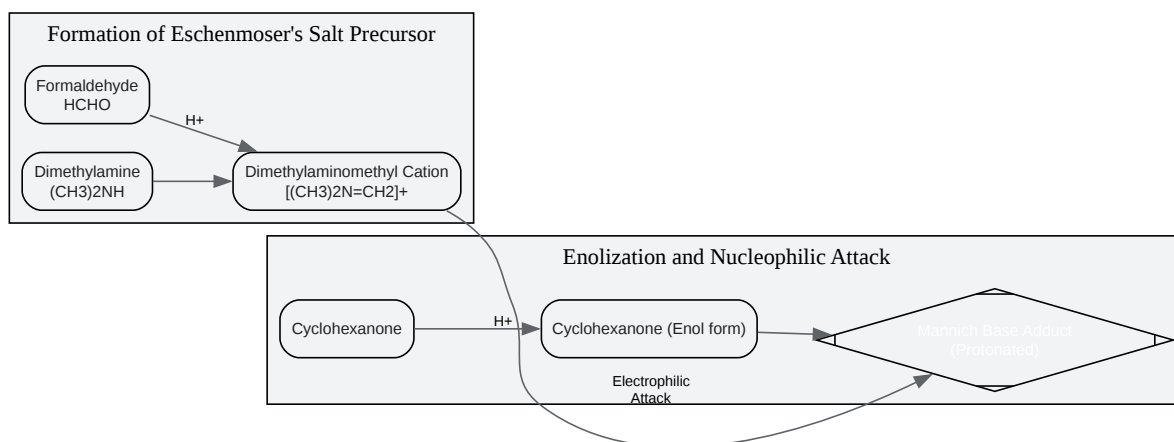 Formation of Eschenmoser's Salt Precursor
Formaldehyde
HCHO
H+
Dimethylamine
(CH3)2NH
Dimethylaminomethyl Cation
[(CH3)2N=CH2]+
Enolization and Nucleophilic Attack
Cyclohexanone
H+
Cyclohexanone (Enol form)
Mannich Base Adduct
(Protonated)
Electrophilic
Attack